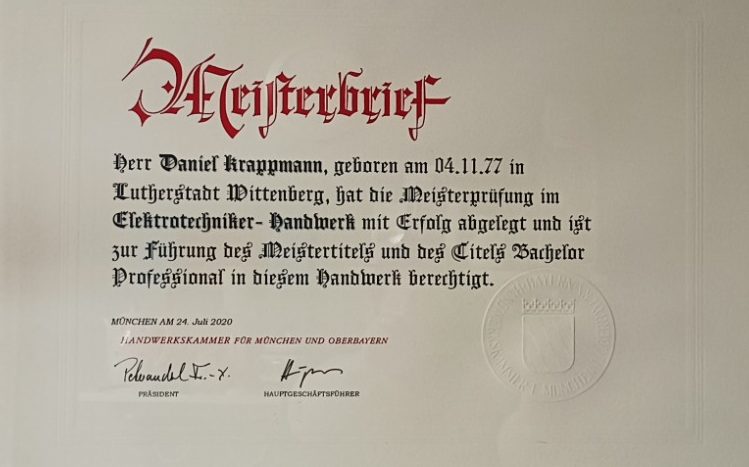 Meisterbrief
Herr Daniel Krappmann, geboren am 04.11.77 in
Lutherstadt Wittenberg, hat die Meisterprüfung im
Elektrotechniker- Handwerk mit Erfolg abgelegt und ist
zur Führung des Meistertitels und des Titels Bachelor
Professional in diesem Handwerk berechtigt.
MÜNCHEN AM 24. Juli 2020
HANDWERKSKAMMER FÜR MÜNCHEN UND OBERBAYERN
PRÄSIDENT HAUPTGESCHÄFTSFÜHRER